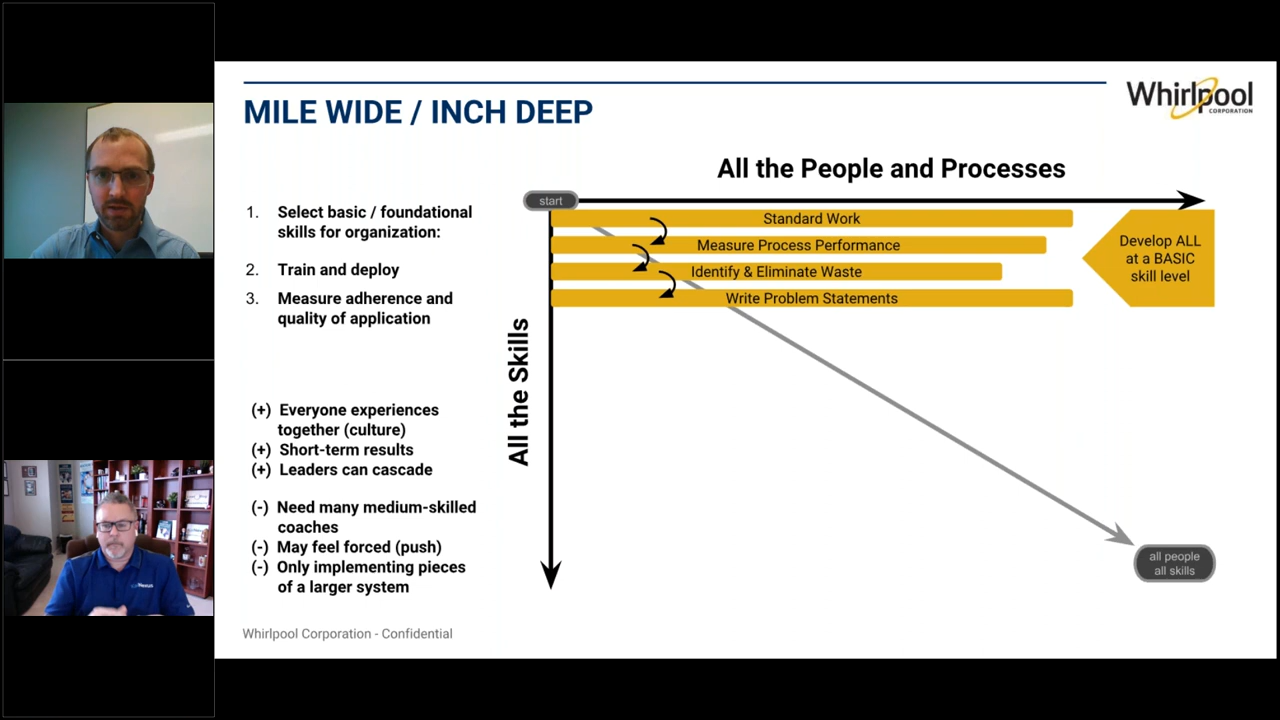 MILE WIDE / INCH DEEP
Whirlpool
CORPORATION
All the People and Processes
start
1. Select basic / foundational
skills for organization:
2. Train and deploy
3. Measure adherence and
quality of application
Standard Work
Measure Process Performance
Identify & Eliminate Waste
Write Problem Statements
Develop ALL
at a BASIC
skill level
All the Skills
(+) Everyone experiences
together (culture)
(+) Short-term results
(+) Leaders can cascade
(-) Need many medium-skilled
coaches
(-) May feel forced (push)
(-) Only implementing pieces
of a larger system
all people
all skills
Whirlpool Corporation - Confidential